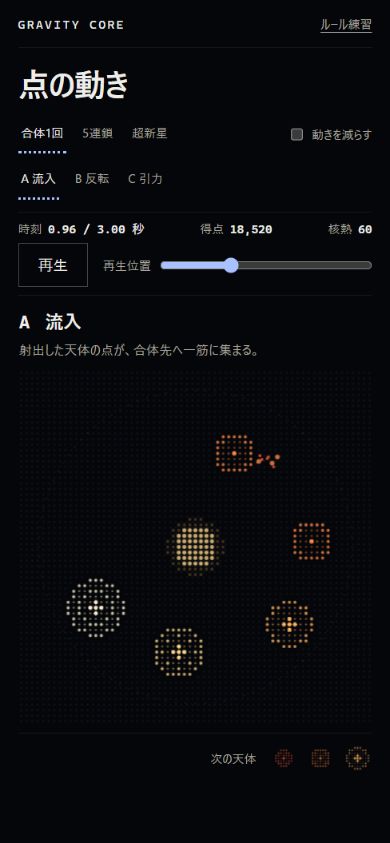 GRAVITY CORE
ルール練習
点の動き
合体1回 5連鎖 超新星
動きを減らす
A 流入 B 反転 C 引力
時刻 0.96 / 3.00 秒 得点 18,520 核熱 60
再生 再生位置
A 流入
射出した天体の点が、合体先へ一筋に集まる。
次の天体